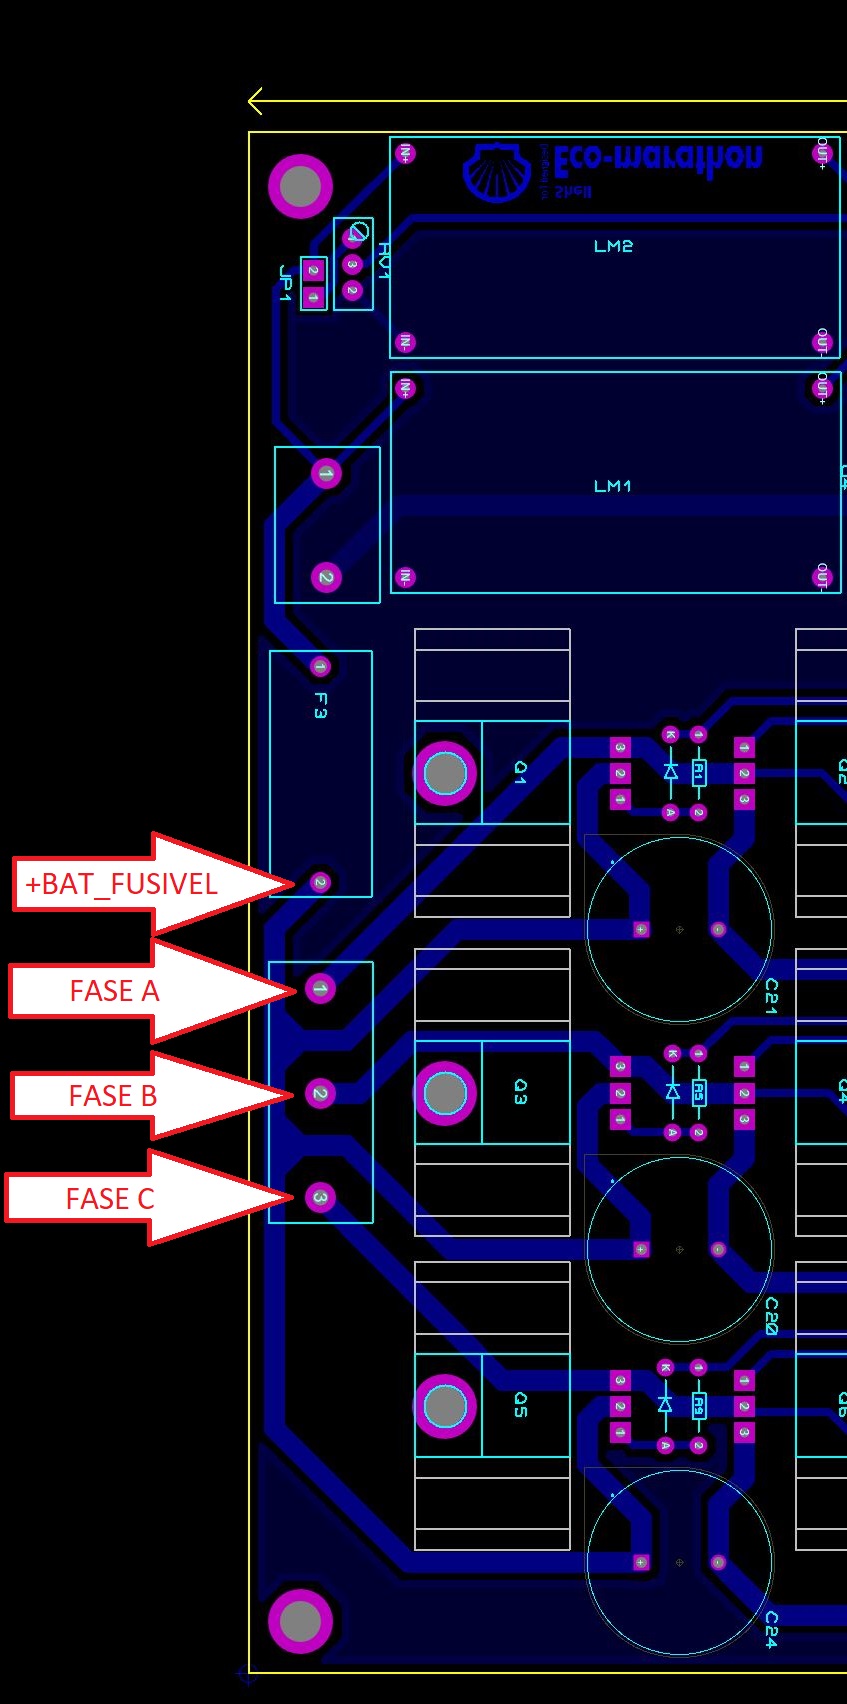 Q2
Q4
Q6
OUT+
OUT-
OUT+
OUT-
C21
C20
C24
1 2 3
1 2 3
1 2 3
1 R1 2
1 R5 2
1 R9 2
K A
K A
K A
3 2 1
3 2 1
3 2 1
- + 
- +
- +
Eco-marathon
Designed For Shell
LM2
LM1
Q1
Q3
Q5
IN+
IN-
IN+
IN-
RV1
1 3 2
2 1
JP1
1 2
1 F3 2
1 2 3
+BAT_FUSIVEL
FASE A
FASE B
FASE C